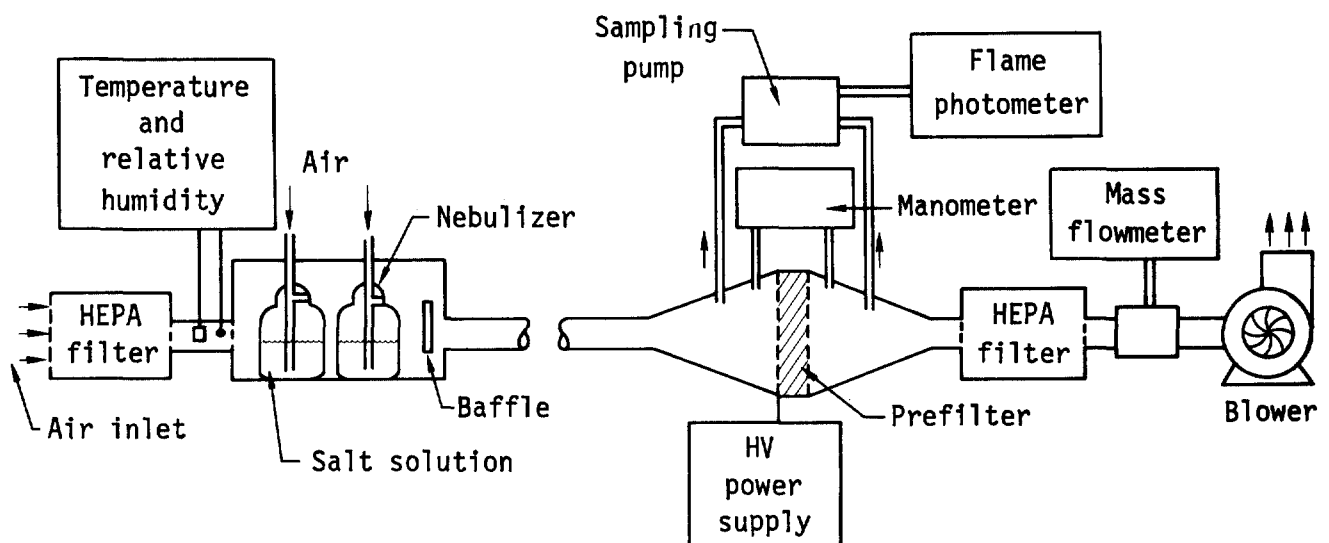 Temperature
and
relative
humidity
Air
Nebulizer
HEPA
filter
Air inlet
Salt solution
Baffle
Sampling
pump
Flame
photometer
Manometer
Mass
flowmeter
HEPA
filter
Prefilter
HV
power
supply
Blower